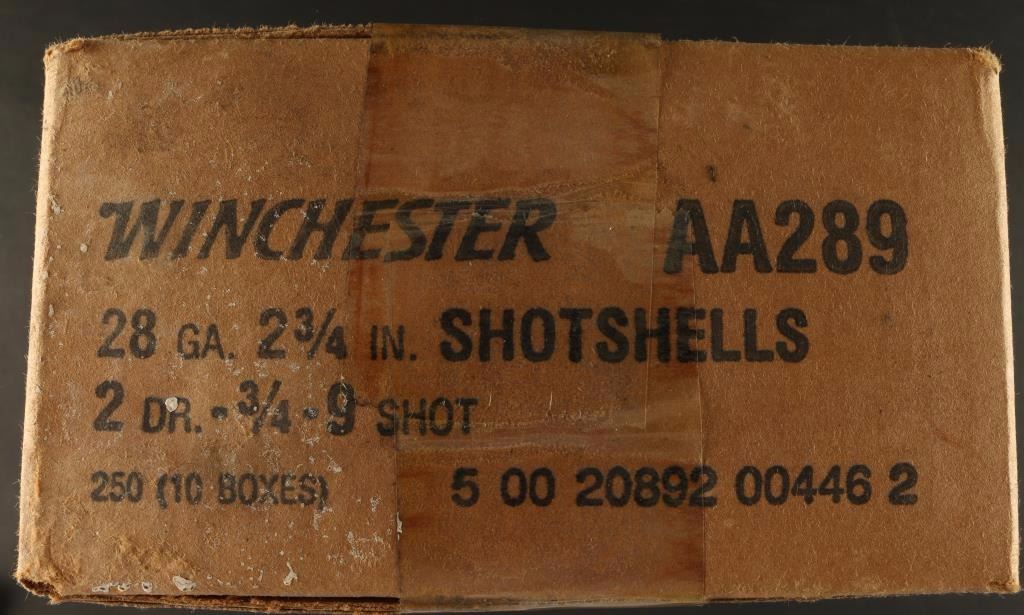 WINCHESTER AA289
28 GA. 2¾ IN. SHOTSHELLS
2 DR. - ¾ - 9 SHOT
250 (10 BOXES) 5 00 20892 00446 2